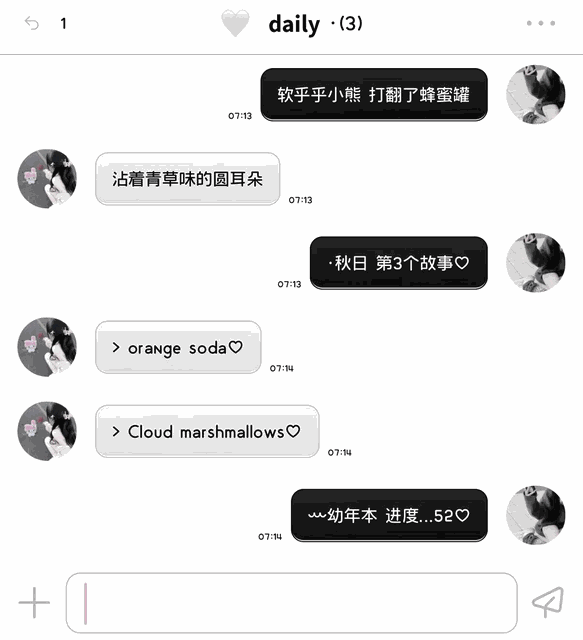 1 daily ·(3)
软乎乎小熊 打翻了蜂蜜罐
07:13
沾着青草味的圆耳朵
07:13
·秋日 第3个故事♡
07:13
> orange soda♡
07:14
> Cloud marshmallows♡
07:14
﹏幼年本 进度...52♡
07:14